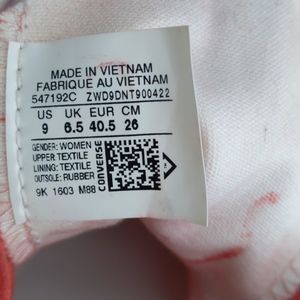 MADE IN VIETNAM
FABRIQUE AU VIETNAM
547192C ZWD9DNT900422
US UK EUR CM
9 6.5 40.5 26
GENDER: WOMEN
UPPER: TEXTILE
LINING: TEXTILE
OUTSOLE: RUBBER
CONVERSE
9K 1603 M88